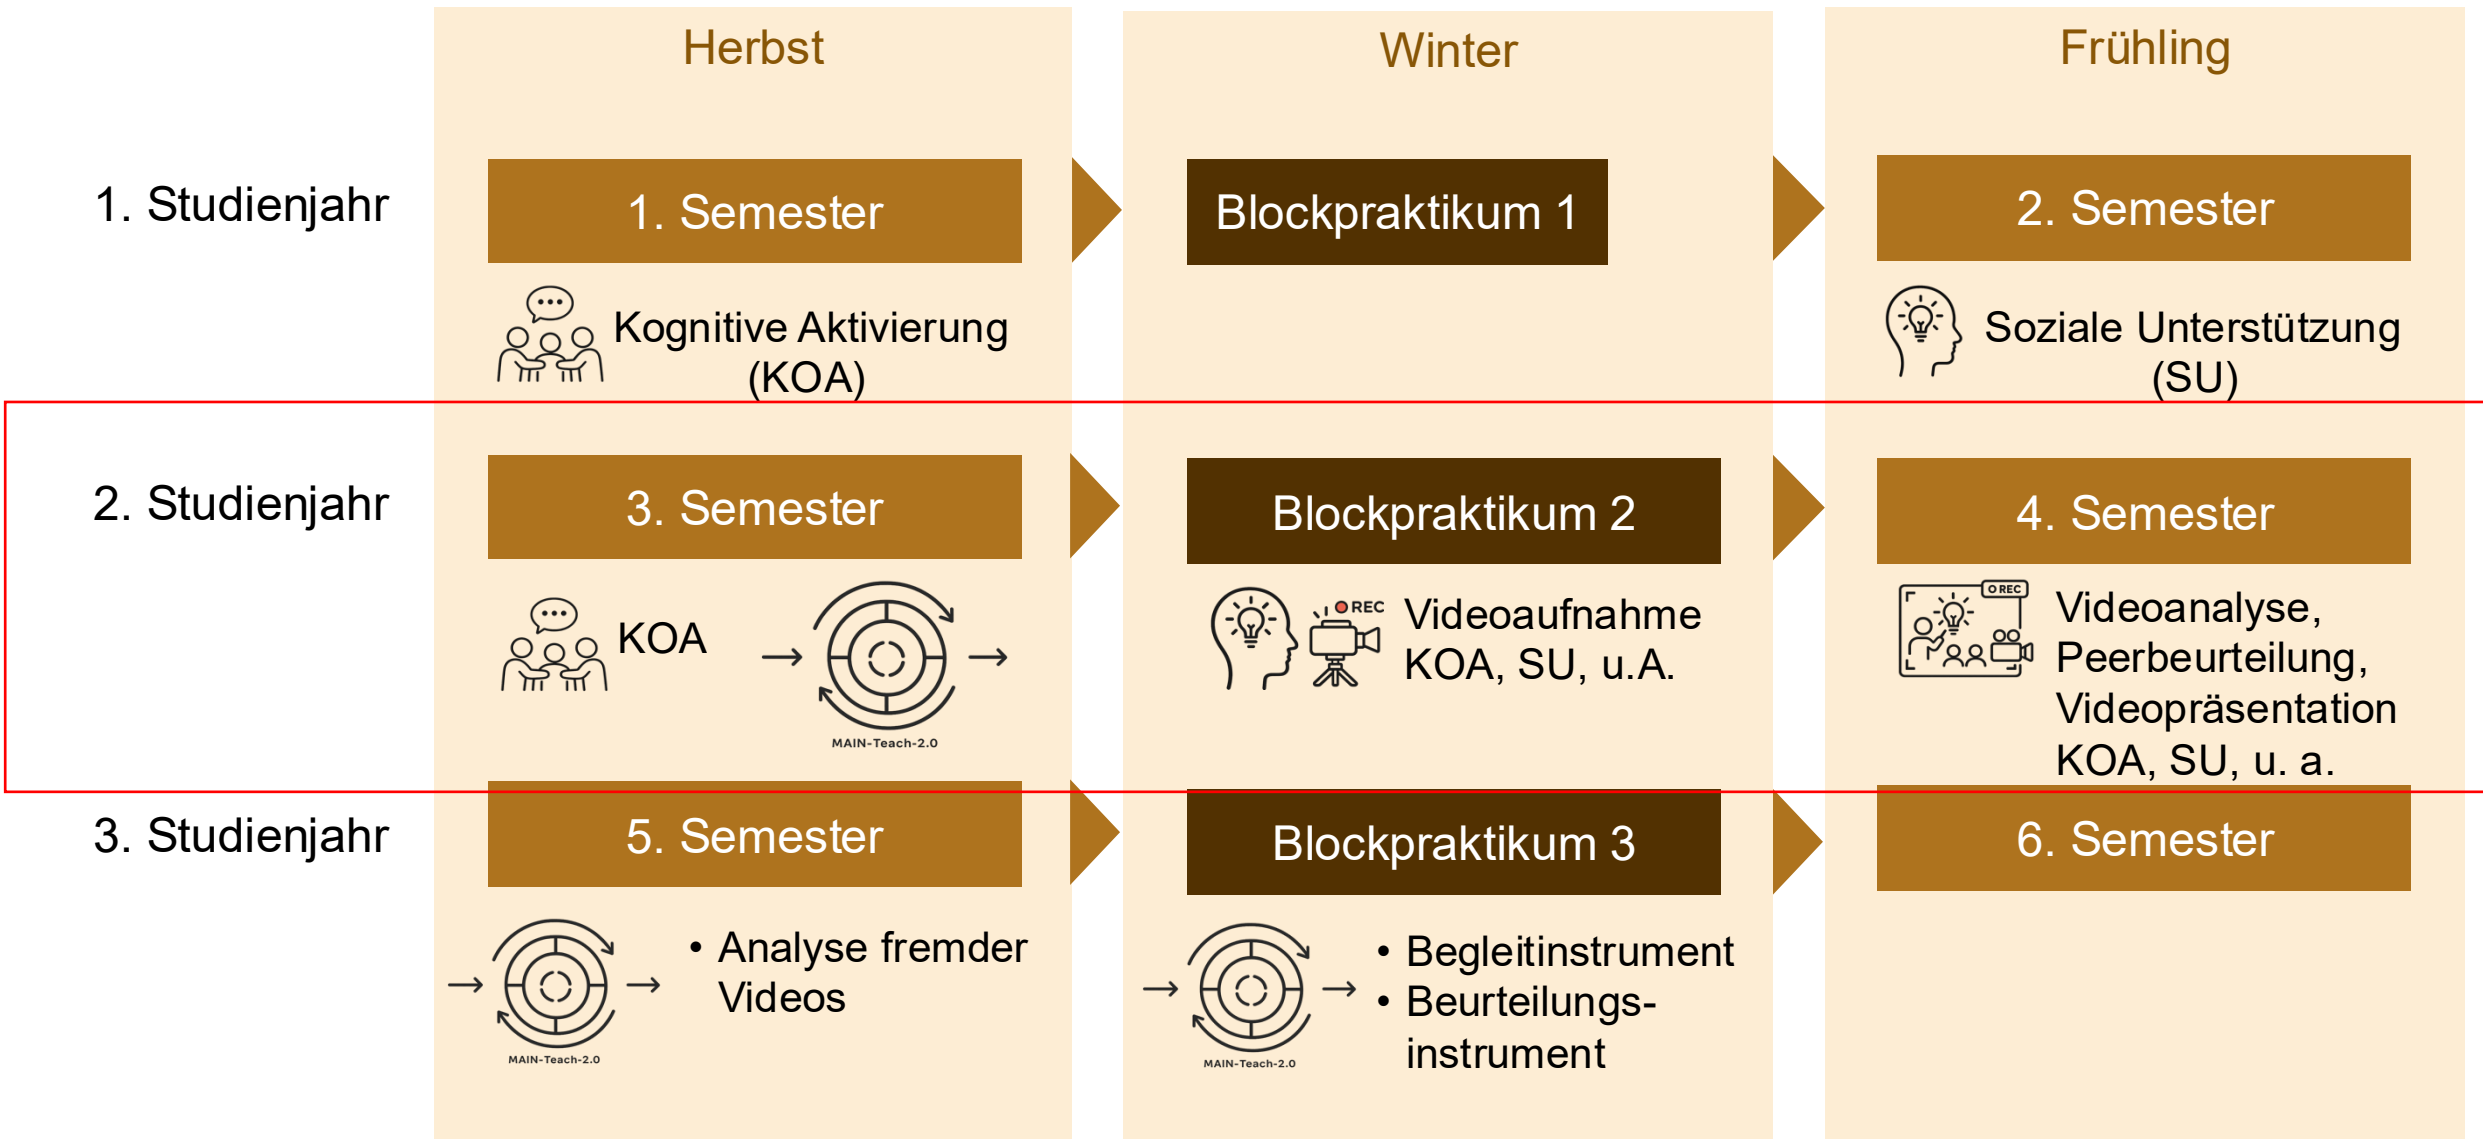 Herbst
Winter
Frühling
1. Studienjahr
1. Semester
Blockpraktikum 1
2. Semester
Kognitive Aktivierung
(KOA)
Soziale Unterstützung
(SU)
2. Studienjahr
3. Semester
Blockpraktikum 2
4. Semester
KOA
MAIN-Teach-2.0
REC
Videoaufnahme
KOA, SU, u.A.
REC
Videoanalyse,
Peerbeurteilung,
Videopräsentation
KOA, SU, u. a.
3. Studienjahr
5. Semester
Blockpraktikum 3
6. Semester
MAIN-Teach-2.0
• Analyse fremder
Videos
MAIN-Teach-2.0
• Begleitinstrument
• Beurteilungs-
instrument